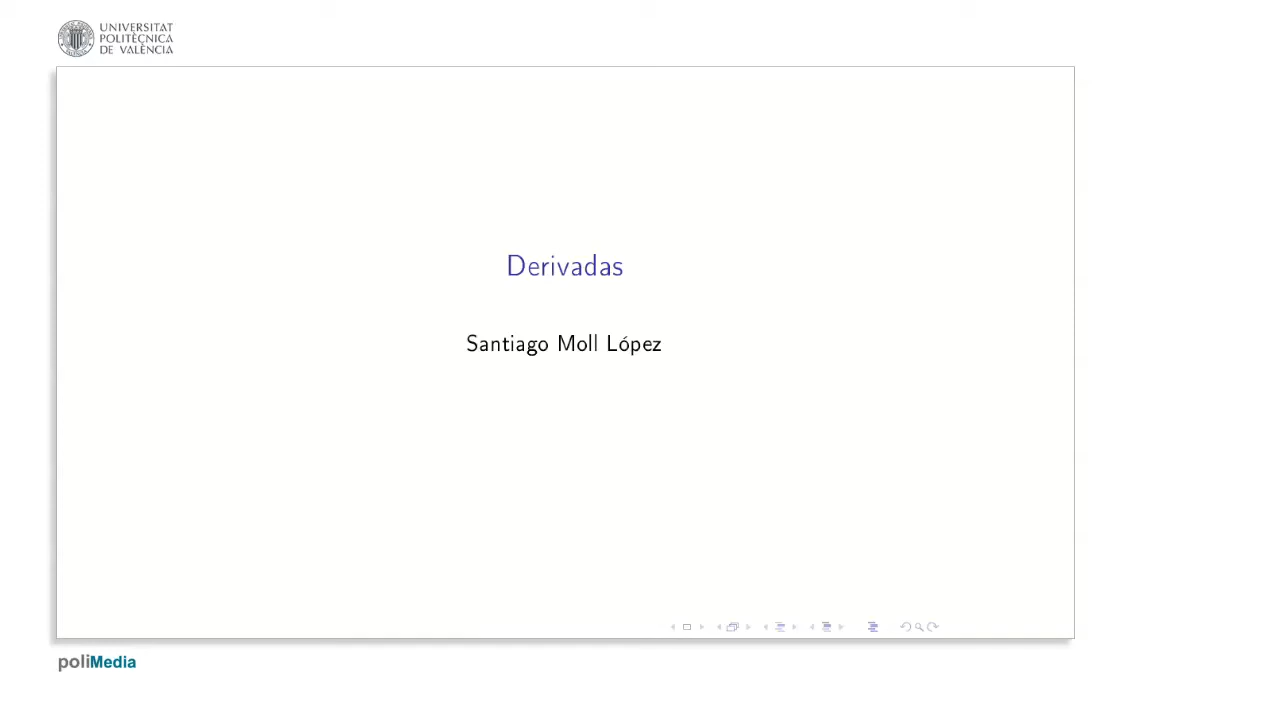 UNIVERSITAT
POLITÈCNICA
DE VALÈNCIA
Derivadas
Santiago Moll López
poliMedia